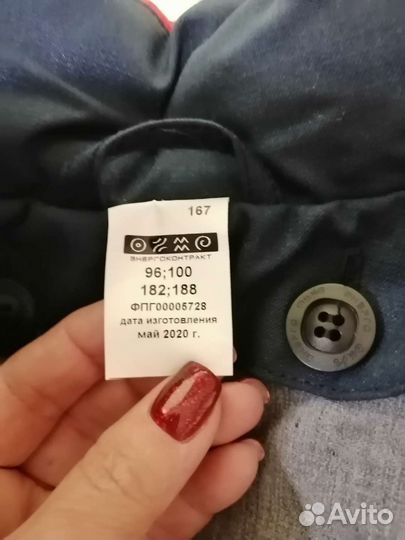 167
ЭНЕРГОКОНТРАКТ
96;100
182;188
ФПГ00005728
дата изготовления
май 2020 г.
Avito